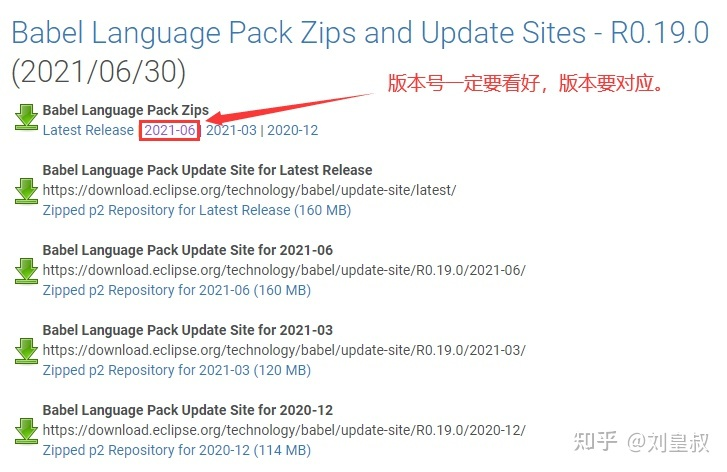 Babel Language Pack Zips and Update Sites - R0.19.0
(2021/06/30)
版本号一定要看好，版本要对应。
Babel Language Pack Zips
Latest Release | 2021-06 | 2021-03 | 2020-12
Babel Language Pack Update Site for Latest Release
https://download.eclipse.org/technology/babel/update-site/latest/
Zipped p2 Repository for Latest Release (160 MB)
Babel Language Pack Update Site for 2021-06
https://download.eclipse.org/technology/babel/update-site/R0.19.0/2021-06/
Zipped p2 Repository for 2021-06 (160 MB)
Babel Language Pack Update Site for 2021-03
https://download.eclipse.org/technology/babel/update-site/R0.19.0/2021-03/
Zipped p2 Repository for 2021-03 (120 MB)
Babel Language Pack Update Site for 2020-12
https://download.eclipse.org/technology/babel/update-site/R0.19.0/2020-12/
Zipped p2 Repository for 2020-12 (114 MB)
知乎 @刘皇叔